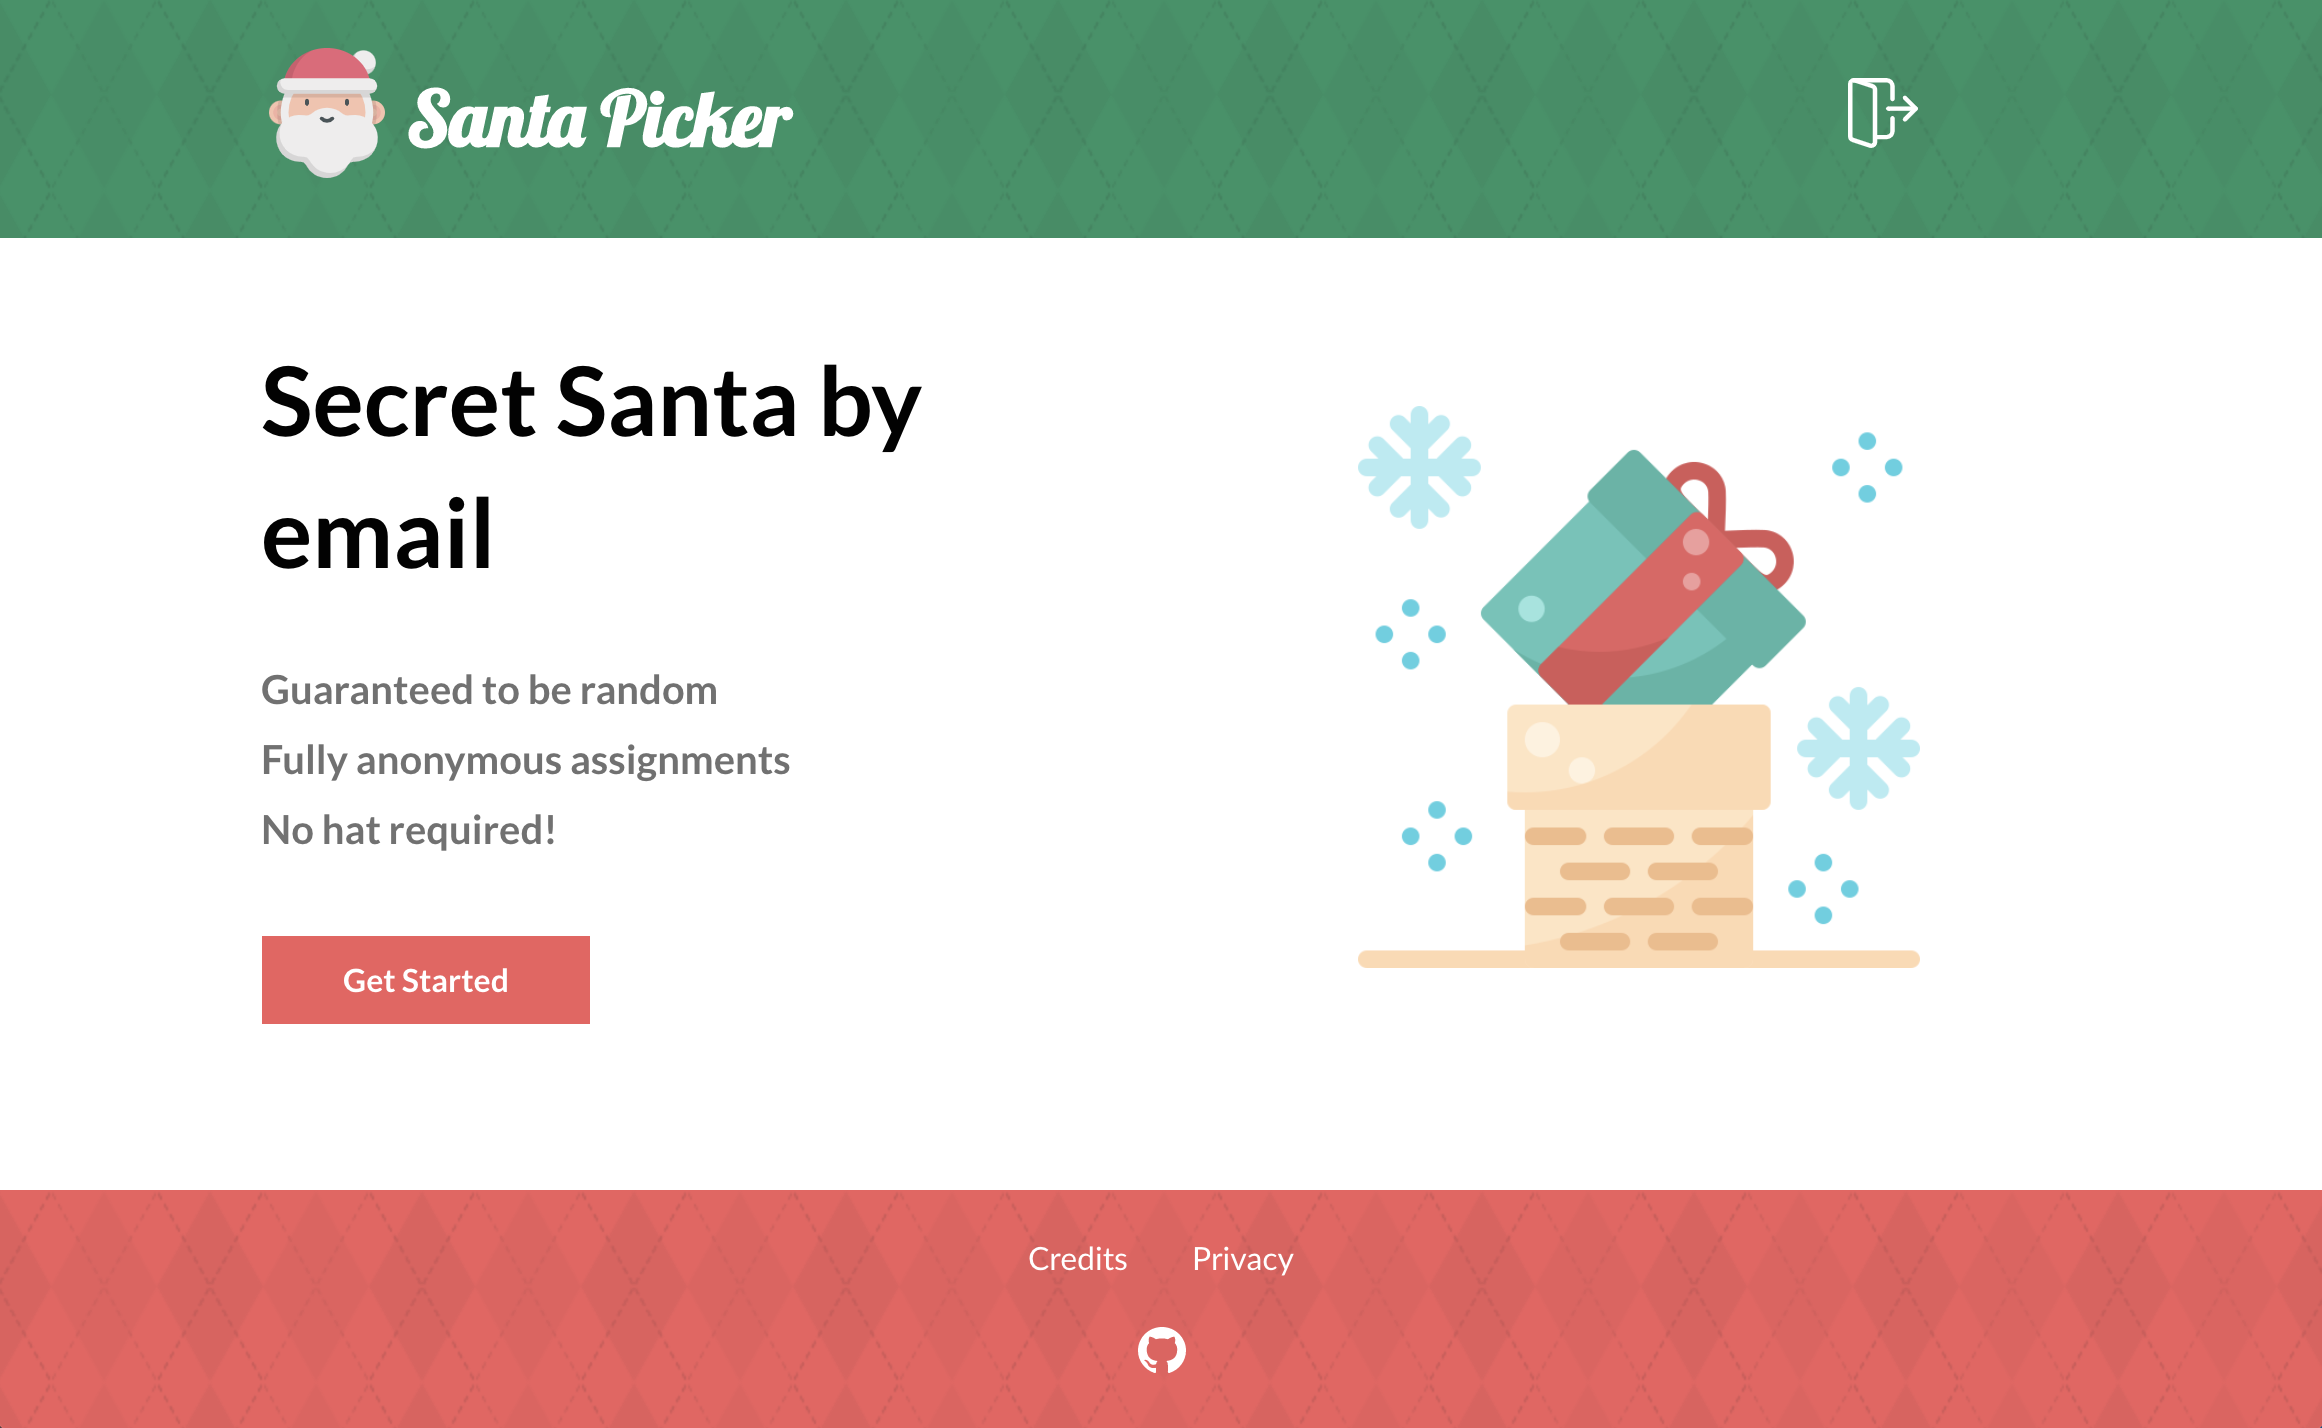 Santa Picker
Secret Santa by
email
Guaranteed to be random
Fully anonymous assignments
No hat required!
Get Started
Credits Privacy